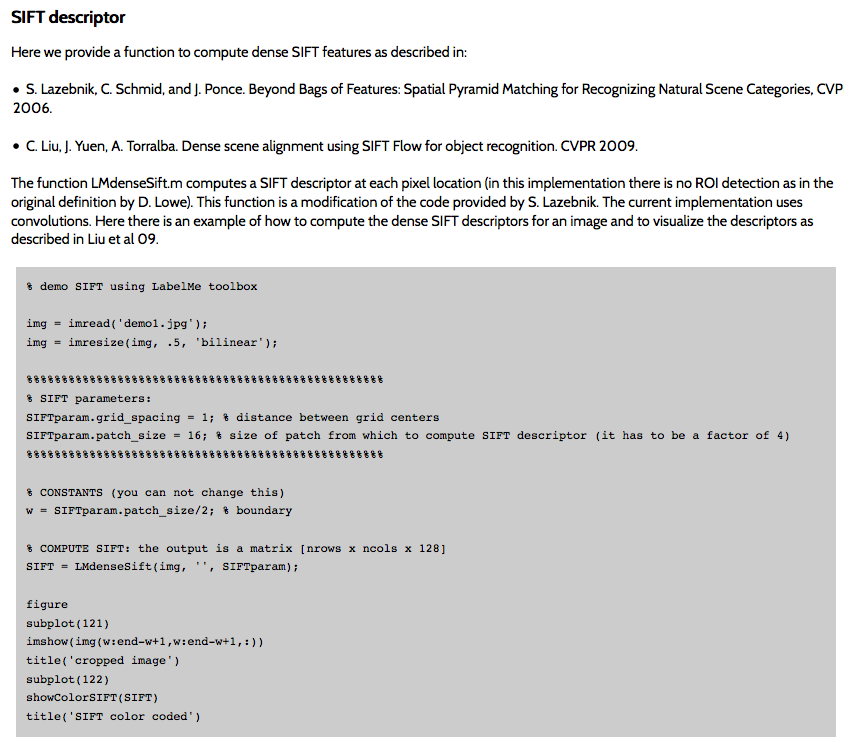 SIFT descriptor
Here we provide a function to compute dense SIFT features as described in:
• S. Lazebnik, C. Schmid, and J. Ponce. Beyond Bags of Features: Spatial Pyramid Matching for Recognizing Natural Scene Categories, CVP
2006.
• C. Liu, J. Yuen, A. Torralba. Dense scene alignment using SIFT Flow for object recognition. CVPR 2009.
The function LMdenseSift.m computes a SIFT descriptor at each pixel location (in this implementation there is no ROI detection as in the
original definition by D. Lowe). This function is a modification of the code provided by S. Lazebnik. The current implementation uses
convolutions. Here there is an example of how to compute the dense SIFT descriptors for an image and to visualize the descriptors as
described in Liu et al 09.
% demo SIFT using LabelMe toolbox
img = imread('demo1.jpg');
img = imresize(img, .5, 'bilinear');
%%%%%%%%%%%%%%%%%%%%%%%%%%%%%%%%%%%%%%%%%%%%%%%%%%%
% SIFT parameters:
SIFTparam.grid_spacing = 1; % distance between grid centers
SIFTparam.patch_size = 16; % size of patch from which to compute SIFT descriptor (it has to be a factor of 4)
%%%%%%%%%%%%%%%%%%%%%%%%%%%%%%%%%%%%%%%%%%%%%%%%%%%
% CONSTANTS (you can not change this)
w = SIFTparam.patch_size/2; % boundary
% COMPUTE SIFT: the output is a matrix [nrows x ncols x 128]
SIFT = LMdenseSift(img, '', SIFTparam);
figure
subplot(121)
imshow(img(w:end-w+1,w:end-w+1,:))
title('cropped image')
subplot(122)
showColorSIFT(SIFT)
title('SIFT color coded')